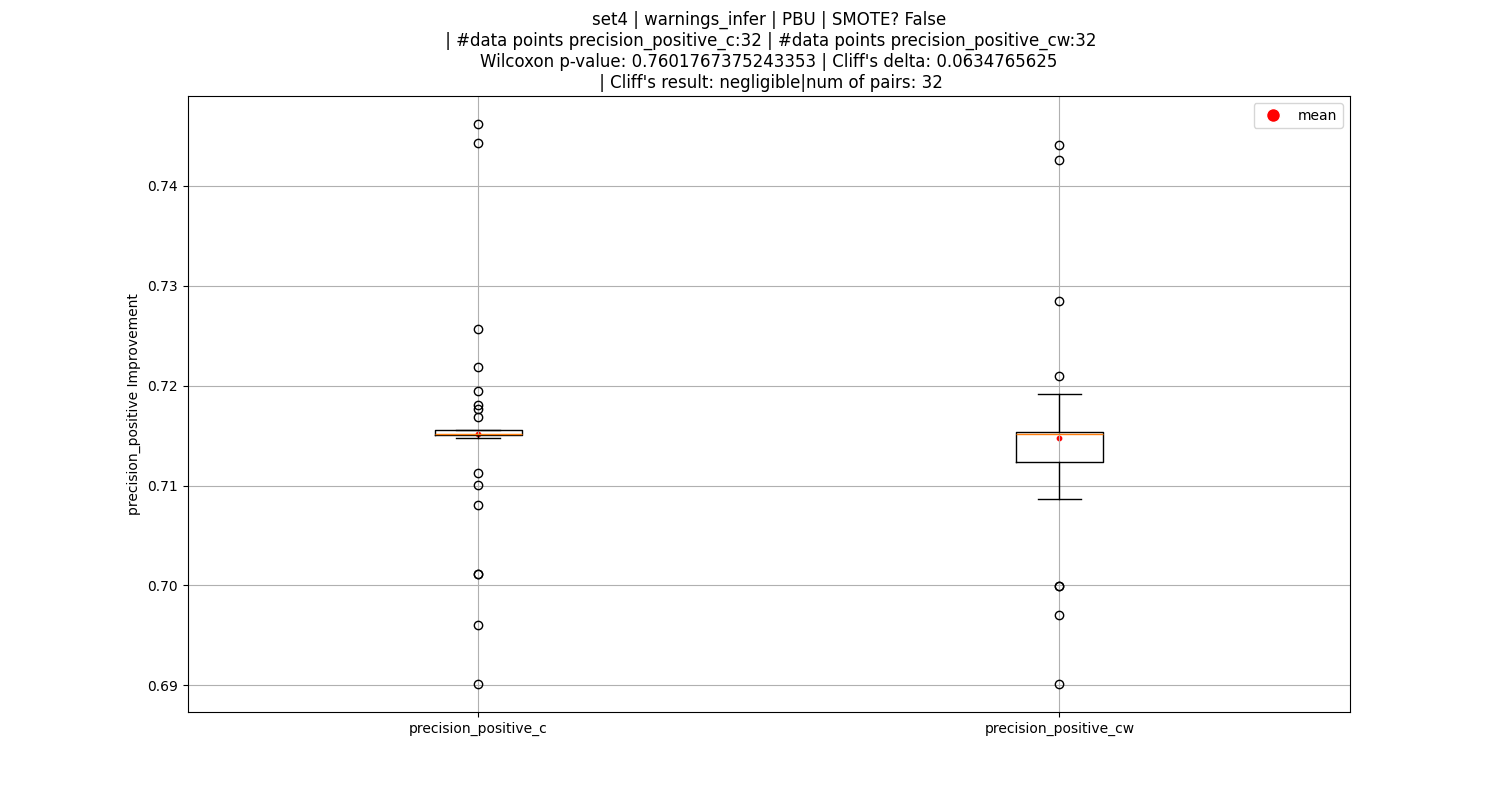 set4 | warnings_infer | PBU | SMOTE? False
| #data points precision_positive_c:32 | #data points precision_positive_cw:32
Wilcoxon p-value: 0.7601767375243353 | Cliff's delta: 0.0634765625
| Cliff's result: negligible|num of pairs: 32
mean
0.74
0.73
0.72
0.71
0.70
0.69
precision_positive Improvement
precision_positive_c
precision_positive_cw